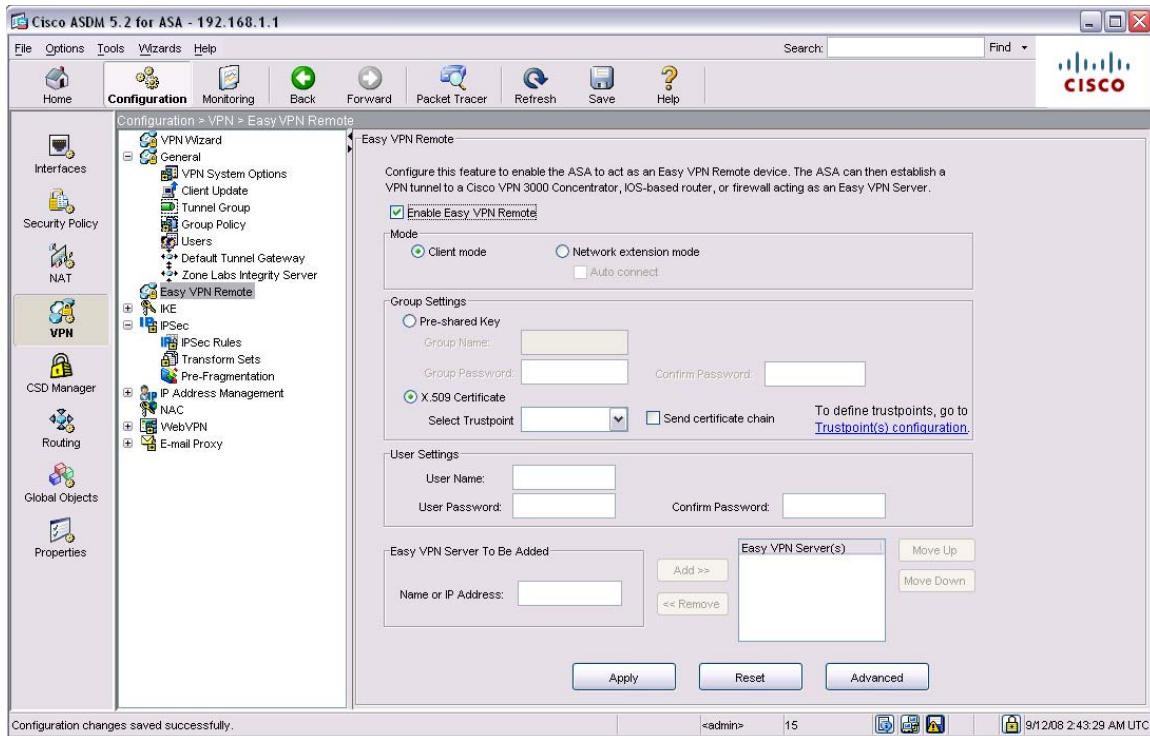 Cisco ASDM 5.2 for ASA - 192.168.1.1
File Options Tools Wizards Help
Search:
Find
Home
Configuration
Monitoring
Back
Forward
Packet Tracer
Refresh
Save
Help
CISCO
Configuration > VPN > Easy VPN Remote
Interfaces
Security Policy
NAT
VPN
CSD Manager
Routing
Global Objects
Properties
VPN Wizard
General
VPN System Options
Client Update
Tunnel Group
Group Policy
Users
Default Tunnel Gateway
Zone Labs Integrity Server
Easy VPN Remote
IKE
IPSec
IPSec Rules
Transform Sets
Pre-Fragmentation
IP Address Management
NAC
WebVPN
E-mail Proxy
Easy VPN Remote
Configure this feature to enable the ASA to act as an Easy VPN Remote device. The ASA can then establish a
VPN tunnel to a Cisco VPN 3000 Concentrator, IOS-based router, or firewall acting as an Easy VPN Server.
Enable Easy VPN Remote
Mode
Client mode
Network extension mode
Auto connect
Group Settings
Pre-shared Key
Group Name:
Group Password:
Confirm Password:
X.509 Certificate
Select Trustpoint
Send certificate chain
To define trustpoints, go to
Trustpoint(s) configuration.
User Settings
User Name:
User Password:
Confirm Password:
Easy VPN Server To Be Added
Name or IP Address:
Add >>
<< Remove
Easy VPN Server(s)
Move Up
Move Down
Apply
Reset
Advanced
Configuration changes saved successfully.
<admin>
15
9/12/08 2:43:29 AM UTC